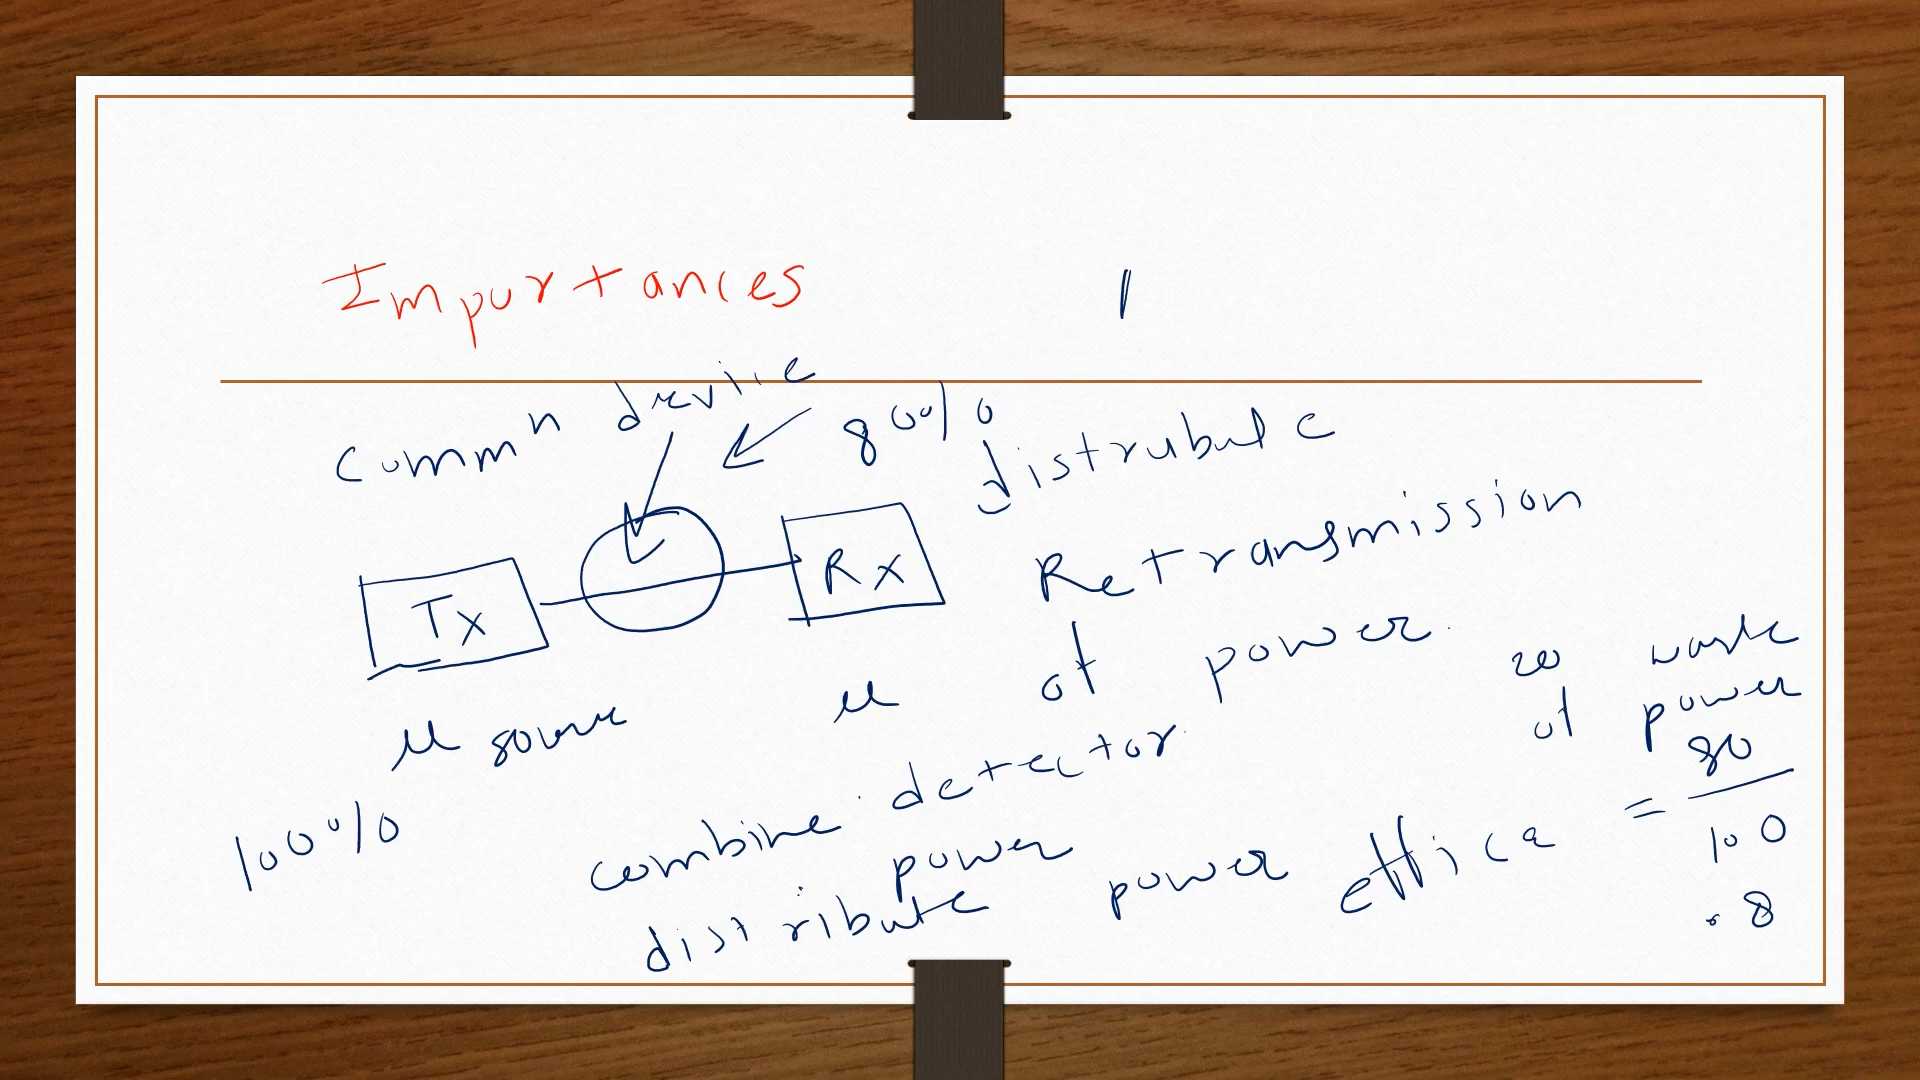 Importances
commⁿ device
80% distrubute
Tx
Rx
Retransmission
of power
μ source
μ
20 waste
of power
100%
combine detector
power
distribute
power effica = 80
100
.8